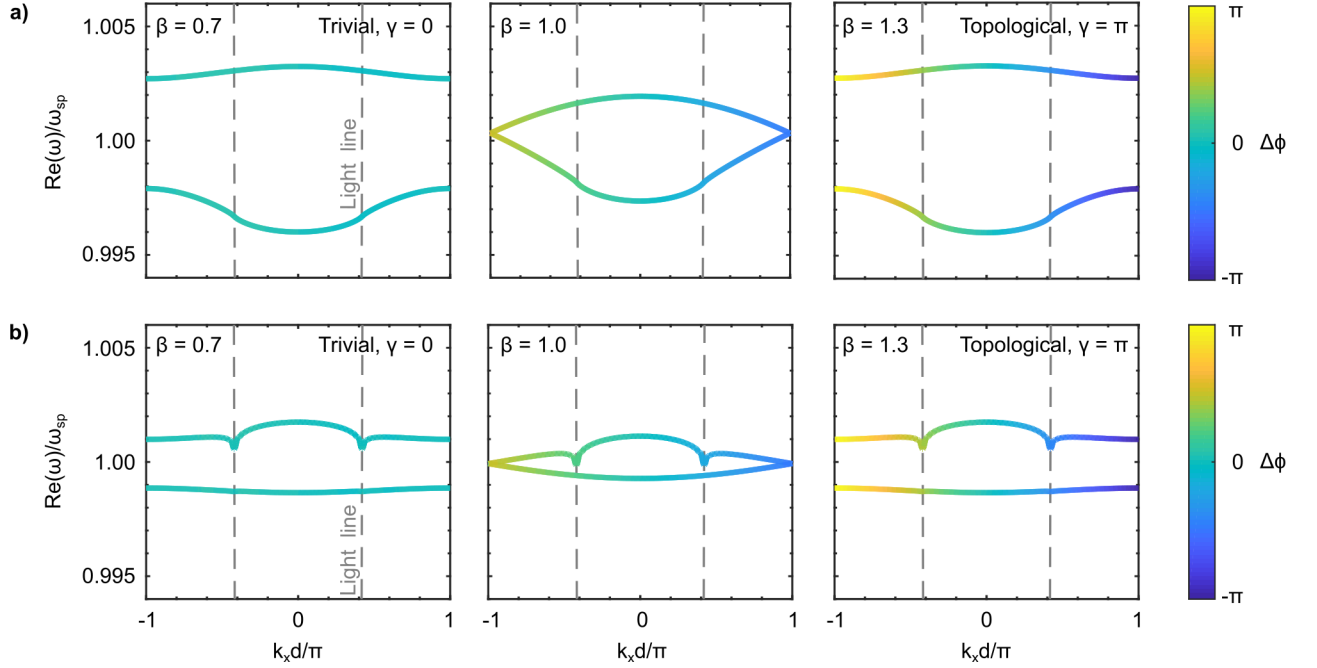 a)
β = 0.7 Trivial, γ = 0
β = 1.0
β = 1.3 Topological, γ = π
1.005
1.00
0.995
Re(ω)/ω_sp
Light line
π
0 Δϕ
-π
b)
β = 0.7 Trivial, γ = 0
β = 1.0
β = 1.3 Topological, γ = π
1.005
1.00
0.995
Re(ω)/ω_sp
Light line
π
0 Δϕ
-π
-1 0 1
-1 0 1
-1 0 1
k_xd/π
k_xd/π
k_xd/π